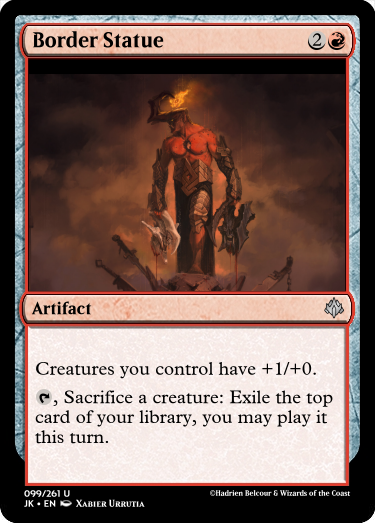 Border Statue 2
Artifact
Creatures you control have +1/+0.
, Sacrifice a creature: Exile the top
card of your library, you may play it
this turn.
099/261 U
JK • EN XABIER URRUTIA
©Hadrien Belcour & Wizards of the Coast